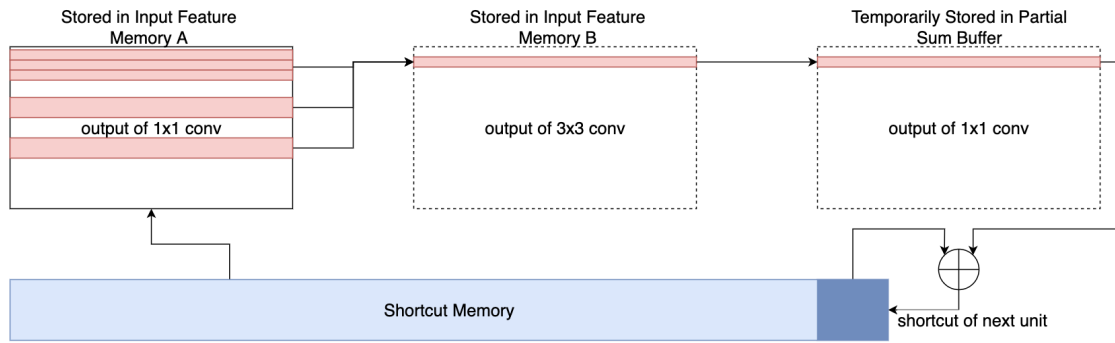 Stored in Input Feature
Memory A
Stored in Input Feature
Memory B
Temporarily Stored in Partial
Sum Buffer
output of 1x1 conv
output of 3x3 conv
output of 1x1 conv
Shortcut Memory
shortcut of next unit